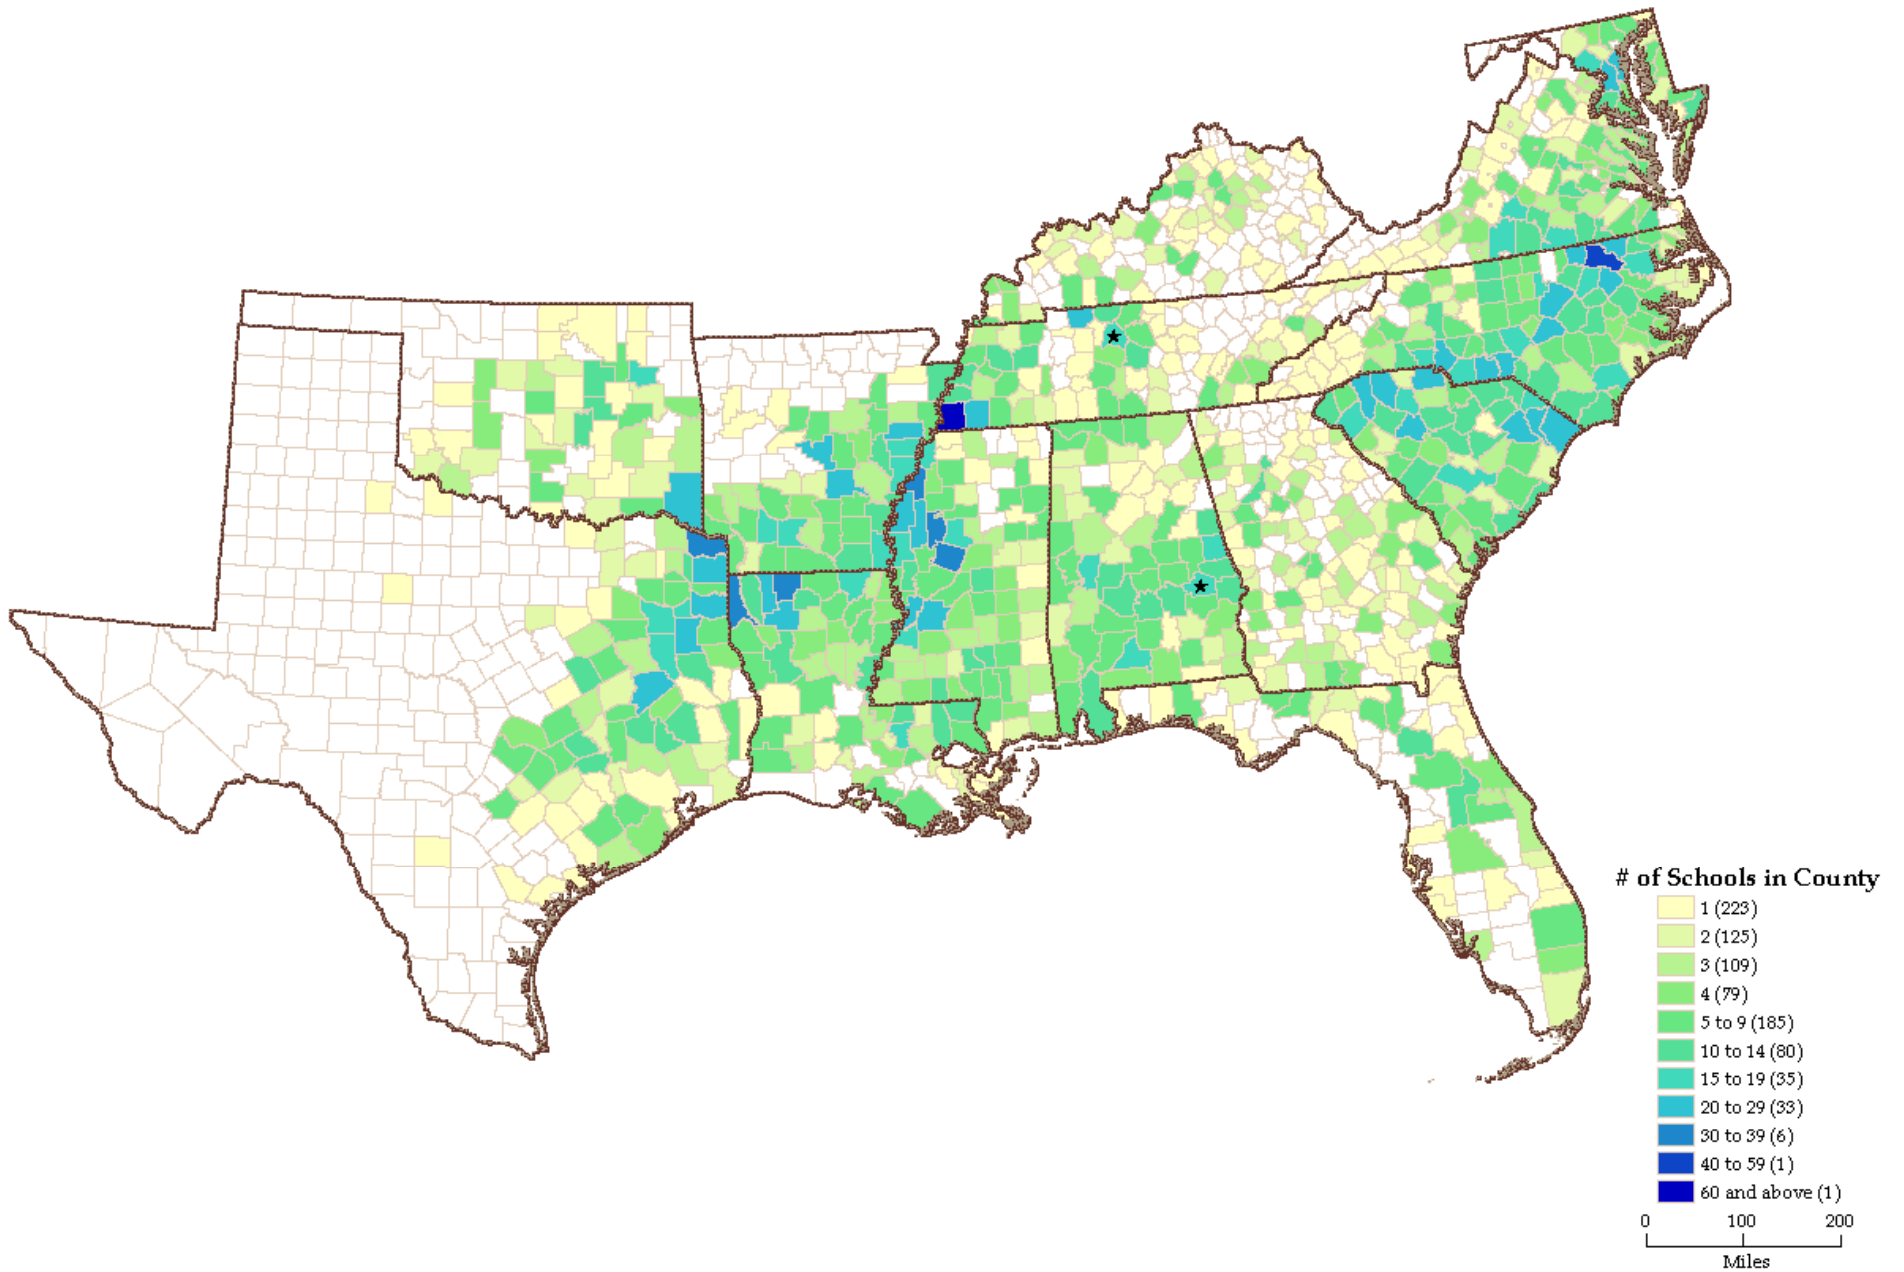 # of Schools in County
1 (223)
2 (125)
3 (109)
4 (79)
5 to 9 (185)
10 to 14 (80)
15 to 19 (35)
20 to 29 (33)
30 to 39 (6)
40 to 59 (1)
60 and above (1)
0 100 200
Miles